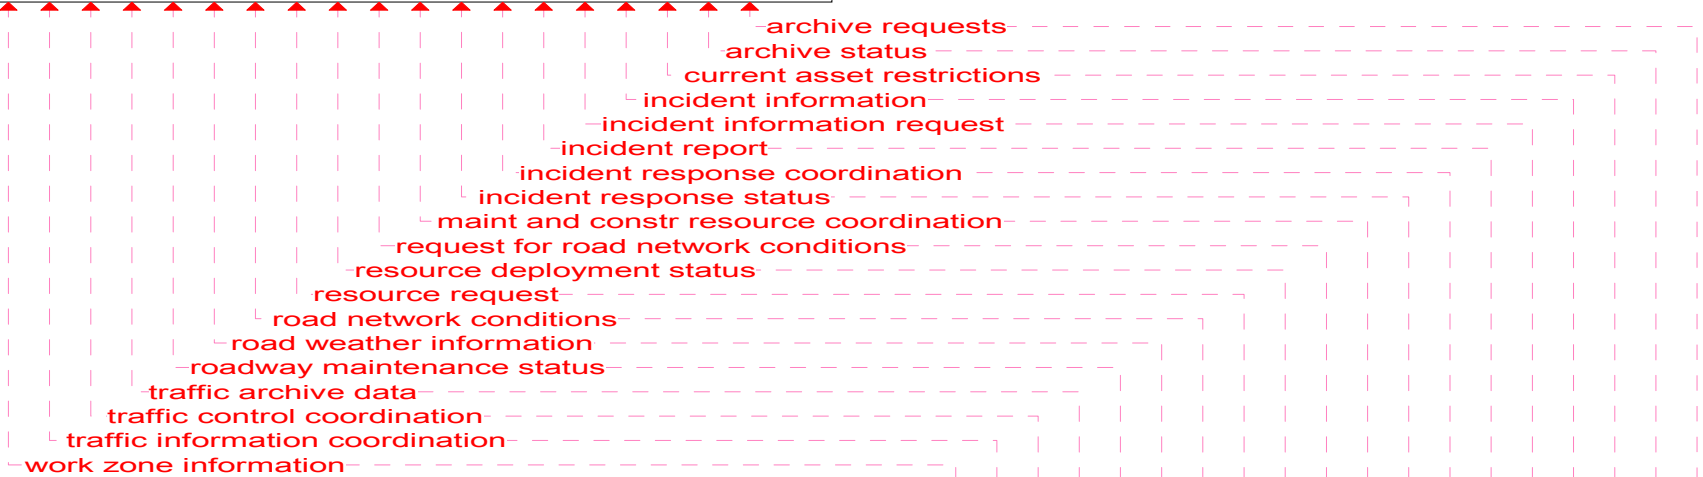 archive requests
archive status
current asset restrictions
incident information
incident information request
incident report
incident response coordination
incident response status
maint and constr resource coordination
request for road network conditions
resource deployment status
resource request
road network conditions
road weather information
roadway maintenance status
traffic archive data
traffic control coordination
traffic information coordination
work zone information